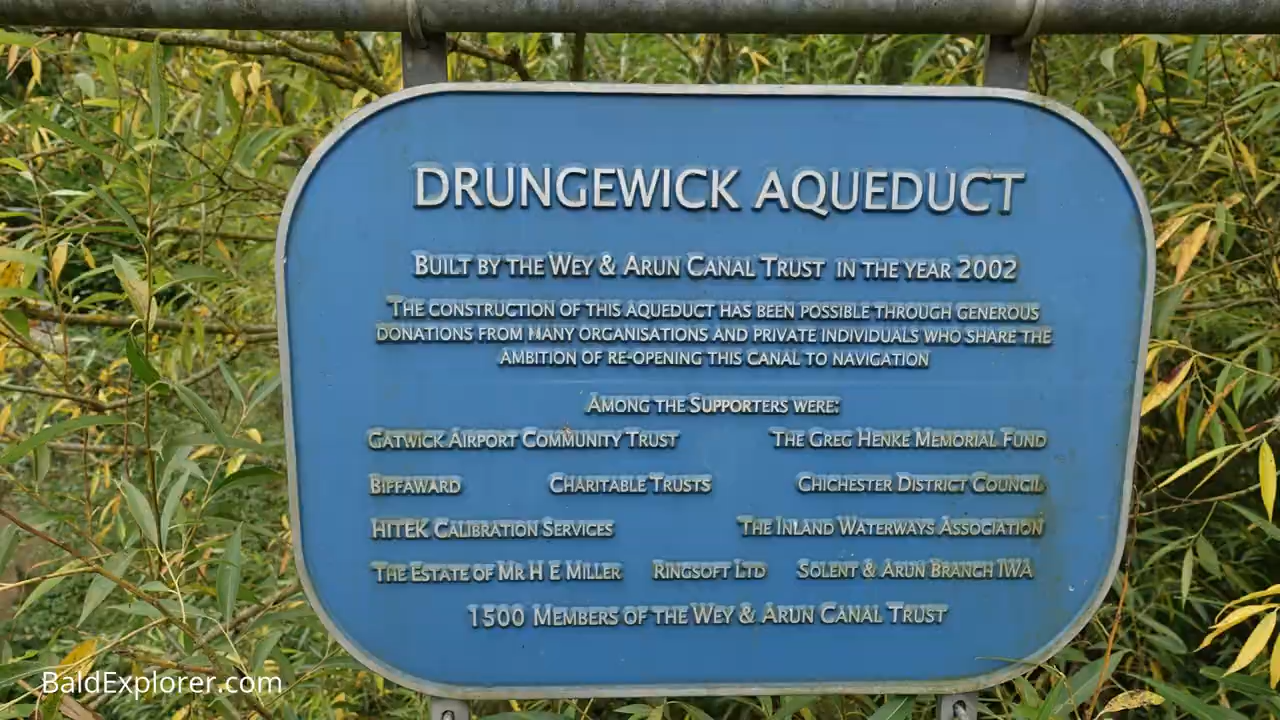 DRUNGEWICK AQUEDUCT
BUILT BY THE WEY & ARUN CANAL TRUST IN THE YEAR 2002
THE CONSTRUCTION OF THIS AQUEDUCT HAS BEEN POSSIBLE THROUGH GENEROUS
DONATIONS FROM MANY ORGANISATIONS AND PRIVATE INDIVIDUALS WHO SHARE THE
AMBITION OF RE-OPENING THIS CANAL TO NAVIGATION
AMONG THE SUPPORTERS WERE:
GATWICK AIRPORT COMMUNITY TRUST THE GREG HENKE MEMORIAL FUND
BIFFAWARD CHARITABLE TRUSTS CHICHESTER DISTRICT COUNCIL
HITEK CALIBRATION SERVICES THE INLAND WATERWAYS ASSOCIATION
THE ESTATE OF MR H E MILLER RINGSOFT LTD SOLENT & ARUN BRANCH IWA
1500 MEMBERS OF THE WEY & ARUN CANAL TRUST
BaldExplorer.com